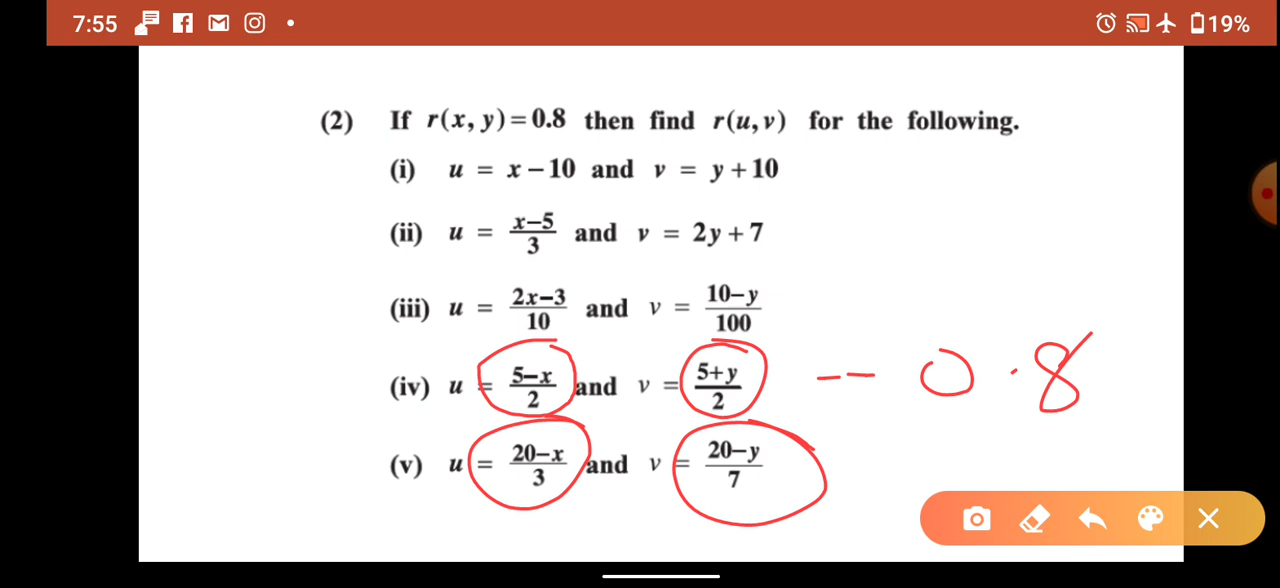 7:55 19%
(2) If r(x, y)=0.8 then find r(u, v) for the following.
(i) u = x − 10 and v = y + 10
(ii) u = x−5/3 and v = 2y + 7
(iii) u = 2x−3/10 and v = 10−y/100
(iv) u = 5−x/2 and v = 5+y/2 -- 0.8
(v) u = 20−x/3 and v = 20−y/7